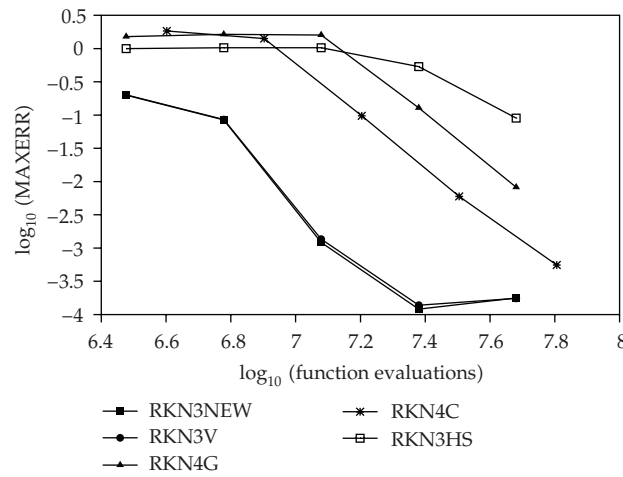 0.5
0
−0.5
−1
−1.5
−2
−2.5
−3
−3.5
−4
log₁₀ (MAXERR)
6.4 6.6 6.8 7 7.2 7.4 7.6 7.8 8
log₁₀ (function evaluations)
RKN3NEW
RKN3V
RKN4G
RKN4C
RKN3HS